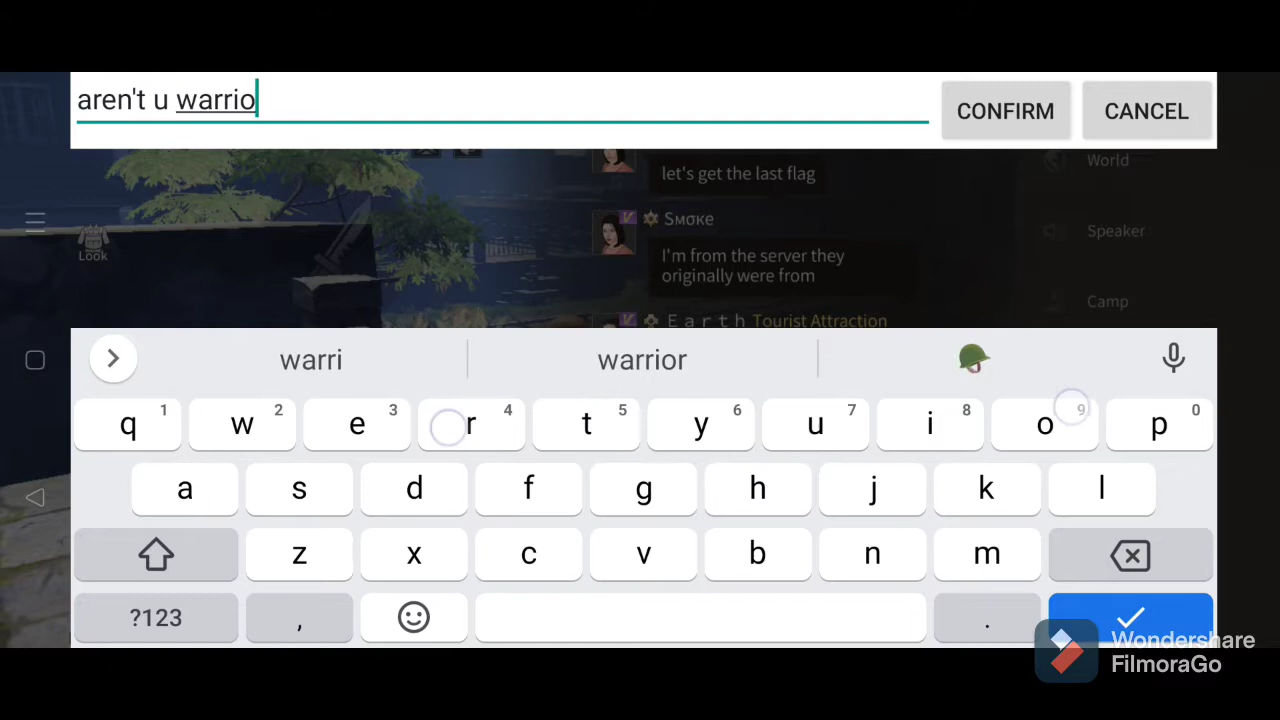 aren't u warrio
CONFIRM
CANCEL
World
let's get the last flag
Sᴍσᴋe
Speaker
Look
I'm from the server they
originally were from
Camp
E a r t h Tourist Attraction
warri
warrior
q 1 w 2 e 3 r 4 t 5 y 6 u 7 i 8 o 9 p 0
a s d f g h j k l
z x c v b n m
?123 , .
Wondershare
FilmoraGo